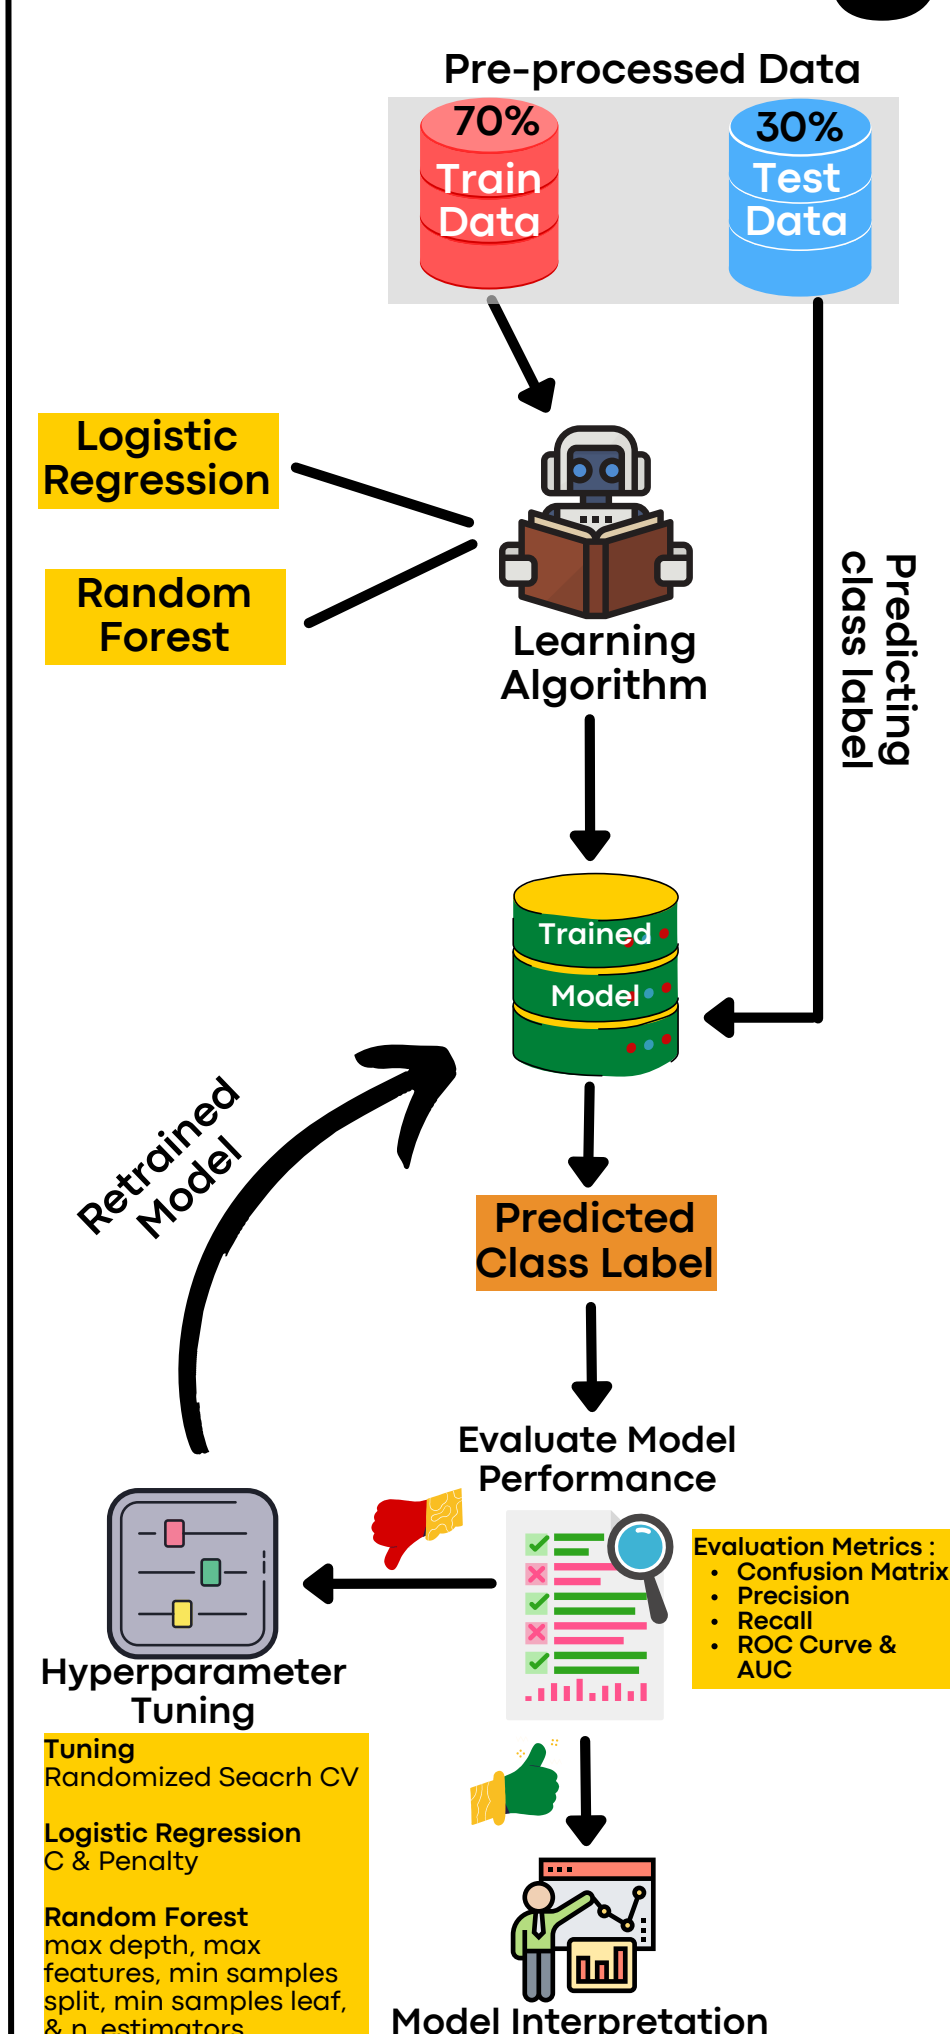 Pre-processed Data
70%
Train
Data
30%
Test
Data
Logistic
Regression
Random
Forest
Learning
Algorithm
Predicting
class label
Trained
Model
Retrained
Model
Predicted
Class Label
Evaluate Model
Performance
Evaluation Metrics :
• Confusion Matrix
• Precision
• Recall
• ROC Curve &
AUC
Hyperparameter
Tuning
Tuning
Randomized Seacrh CV
Logistic Regression
C & Penalty
Random Forest
max depth, max
features, min samples
split, min samples leaf,
& n_estimators
Model Interpretation